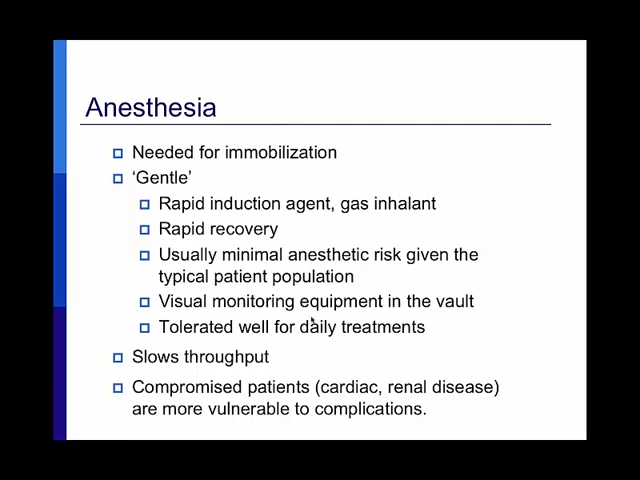 Anesthesia
Needed for immobilization
‘Gentle’
Rapid induction agent, gas inhalant
Rapid recovery
Usually minimal anesthetic risk given the
typical patient population
Visual monitoring equipment in the vault
Tolerated well for daily treatments
Slows throughput
Compromised patients (cardiac, renal disease)
are more vulnerable to complications.